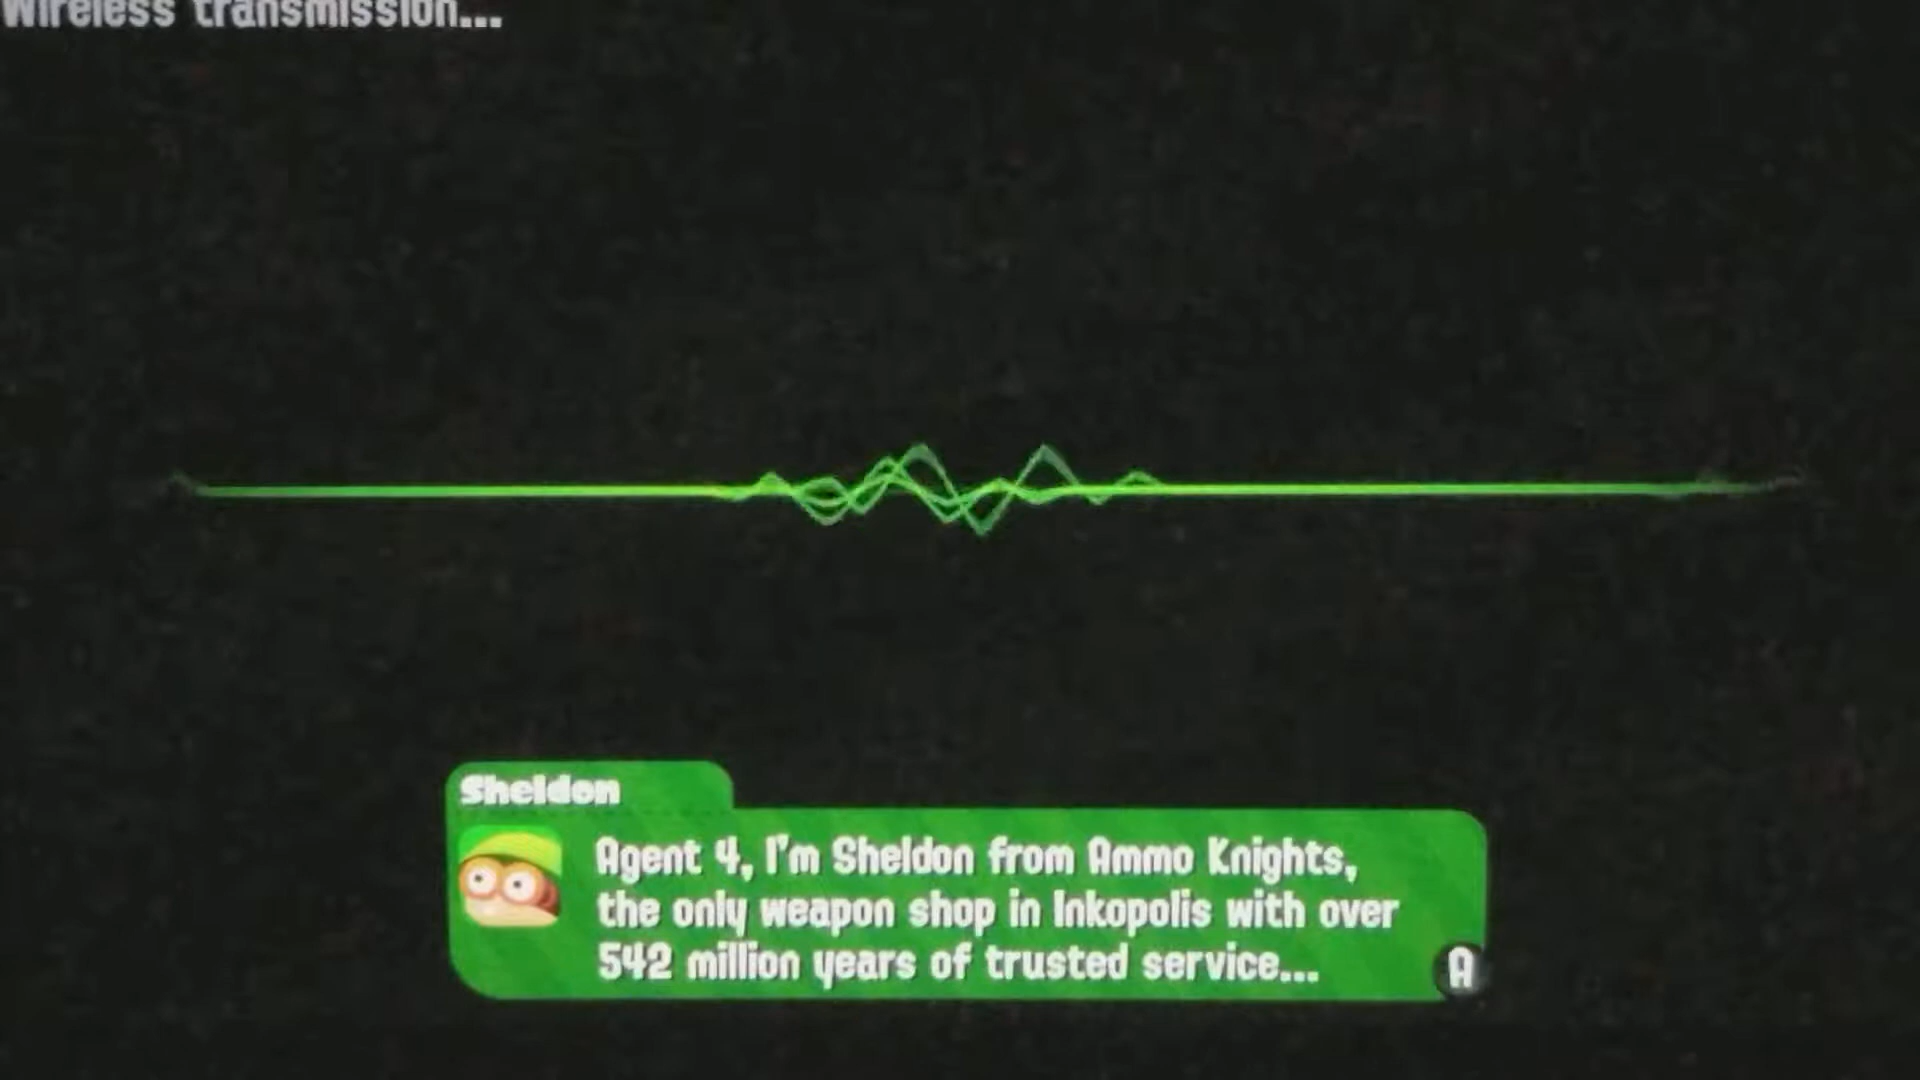 Wireless transmission...
Sheldon
Agent 4, I'm Sheldon from Ammo Knights,
the only weapon shop in Inkopolis with over
542 million years of trusted service...
A